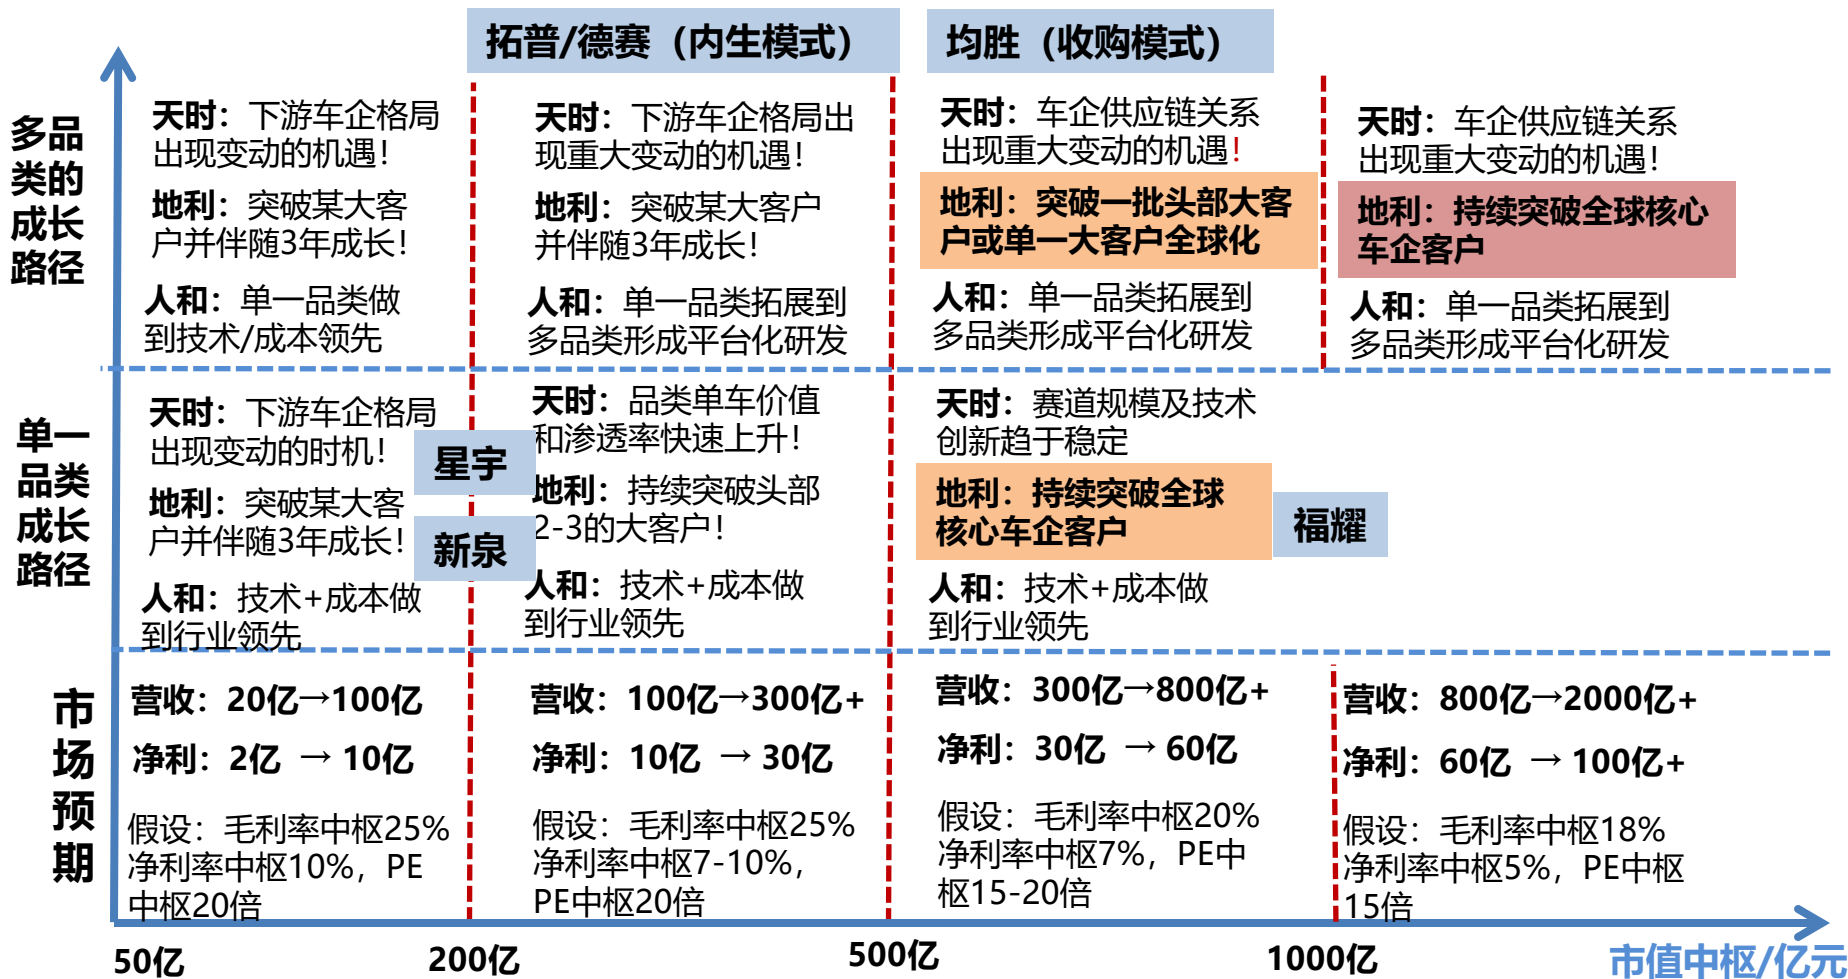 拓普/德赛（内生模式）
均胜（收购模式）
多品
类的
成长
路径
天时：下游车企格局
出现变动的机遇！
地利：突破某大客
户并伴随3年成长！
人和：单一品类做
到技术/成本领先
天时：下游车企格局出
现重大变动的机遇！
地利：突破某大客户
并伴随3年成长！
人和：单一品类拓展到
多品类形成平台化研发
天时：车企供应链关系
出现重大变动的机遇！
地利：突破一批头部大客
户或单一大客户全球化
人和：单一品类拓展到
多品类形成平台化研发
天时：车企供应链关系
出现重大变动的机遇！
地利：持续突破全球核心
车企客户
人和：单一品类拓展到
多品类形成平台化研发
单一
品类
成长
路径
天时：下游车企格局
出现变动的时机！
地利：突破某大客
户并伴随3年成长！
人和：技术+成本做
到行业领先
星宇
新泉
天时：品类单车价值
和渗透率快速上升！
地利：持续突破头部
2-3的大客户！
人和：技术+成本做
到行业领先
天时：赛道规模及技术
创新趋于稳定
地利：持续突破全球
核心车企客户
人和：技术+成本做
到行业领先
福耀
市
场
预
期
营收：20亿→100亿
净利：2亿 → 10亿
假设：毛利率中枢25%
净利率中枢10%，PE
中枢20倍
营收：100亿→300亿+
净利：10亿 → 30亿
假设：毛利率中枢25%
净利率中枢7-10%，
PE中枢20倍
营收：300亿→800亿+
净利：30亿 → 60亿
假设：毛利率中枢20%
净利率中枢7%，PE中
枢15-20倍
营收：800亿→2000亿+
净利：60亿 → 100亿+
假设：毛利率中枢18%
净利率中枢5%，PE中枢
15倍
50亿
200亿
500亿
1000亿
市值中枢/亿元